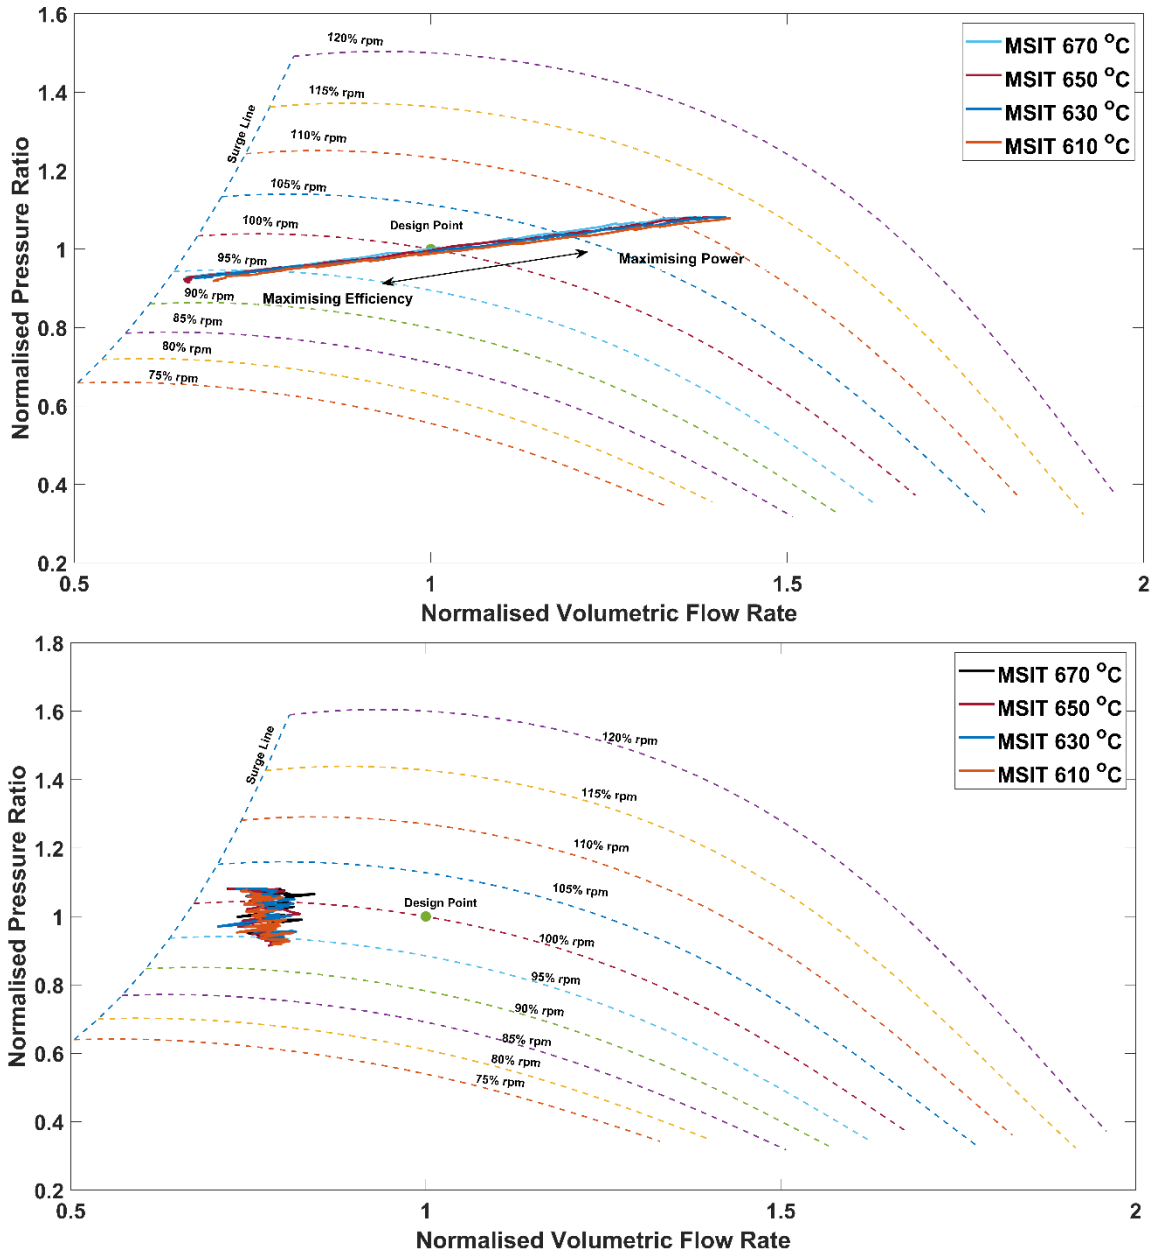 1.6
1.4
1.2
1
0.8
0.6
0.4
0.2
Normalised Pressure Ratio
Surge Line
120% rpm
115% rpm
110% rpm
105% rpm
100% rpm
95% rpm
90% rpm
85% rpm
80% rpm
75% rpm
Design Point
Maximising Power
Maximising Efficiency
MSIT 670 °C
MSIT 650 °C
MSIT 630 °C
MSIT 610 °C
0.5
1
1.5
2
Normalised Volumetric Flow Rate
1.8
1.6
1.4
1.2
1
0.8
0.6
0.4
0.2
Normalised Pressure Ratio
Surge Line
120% rpm
115% rpm
110% rpm
105% rpm
Design Point
100% rpm
95% rpm
90% rpm
85% rpm
80% rpm
75% rpm
MSIT 670 °C
MSIT 650 °C
MSIT 630 °C
MSIT 610 °C
0.5
1
1.5
2
Normalised Volumetric Flow Rate